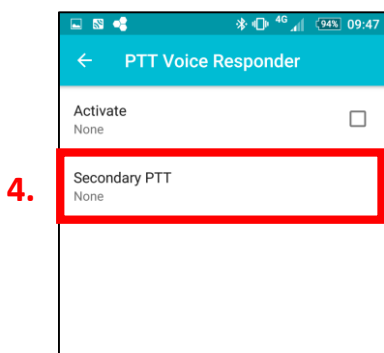 4G 94% 09:47
PTT Voice Responder
Activate
None
4.
Secondary PTT
None